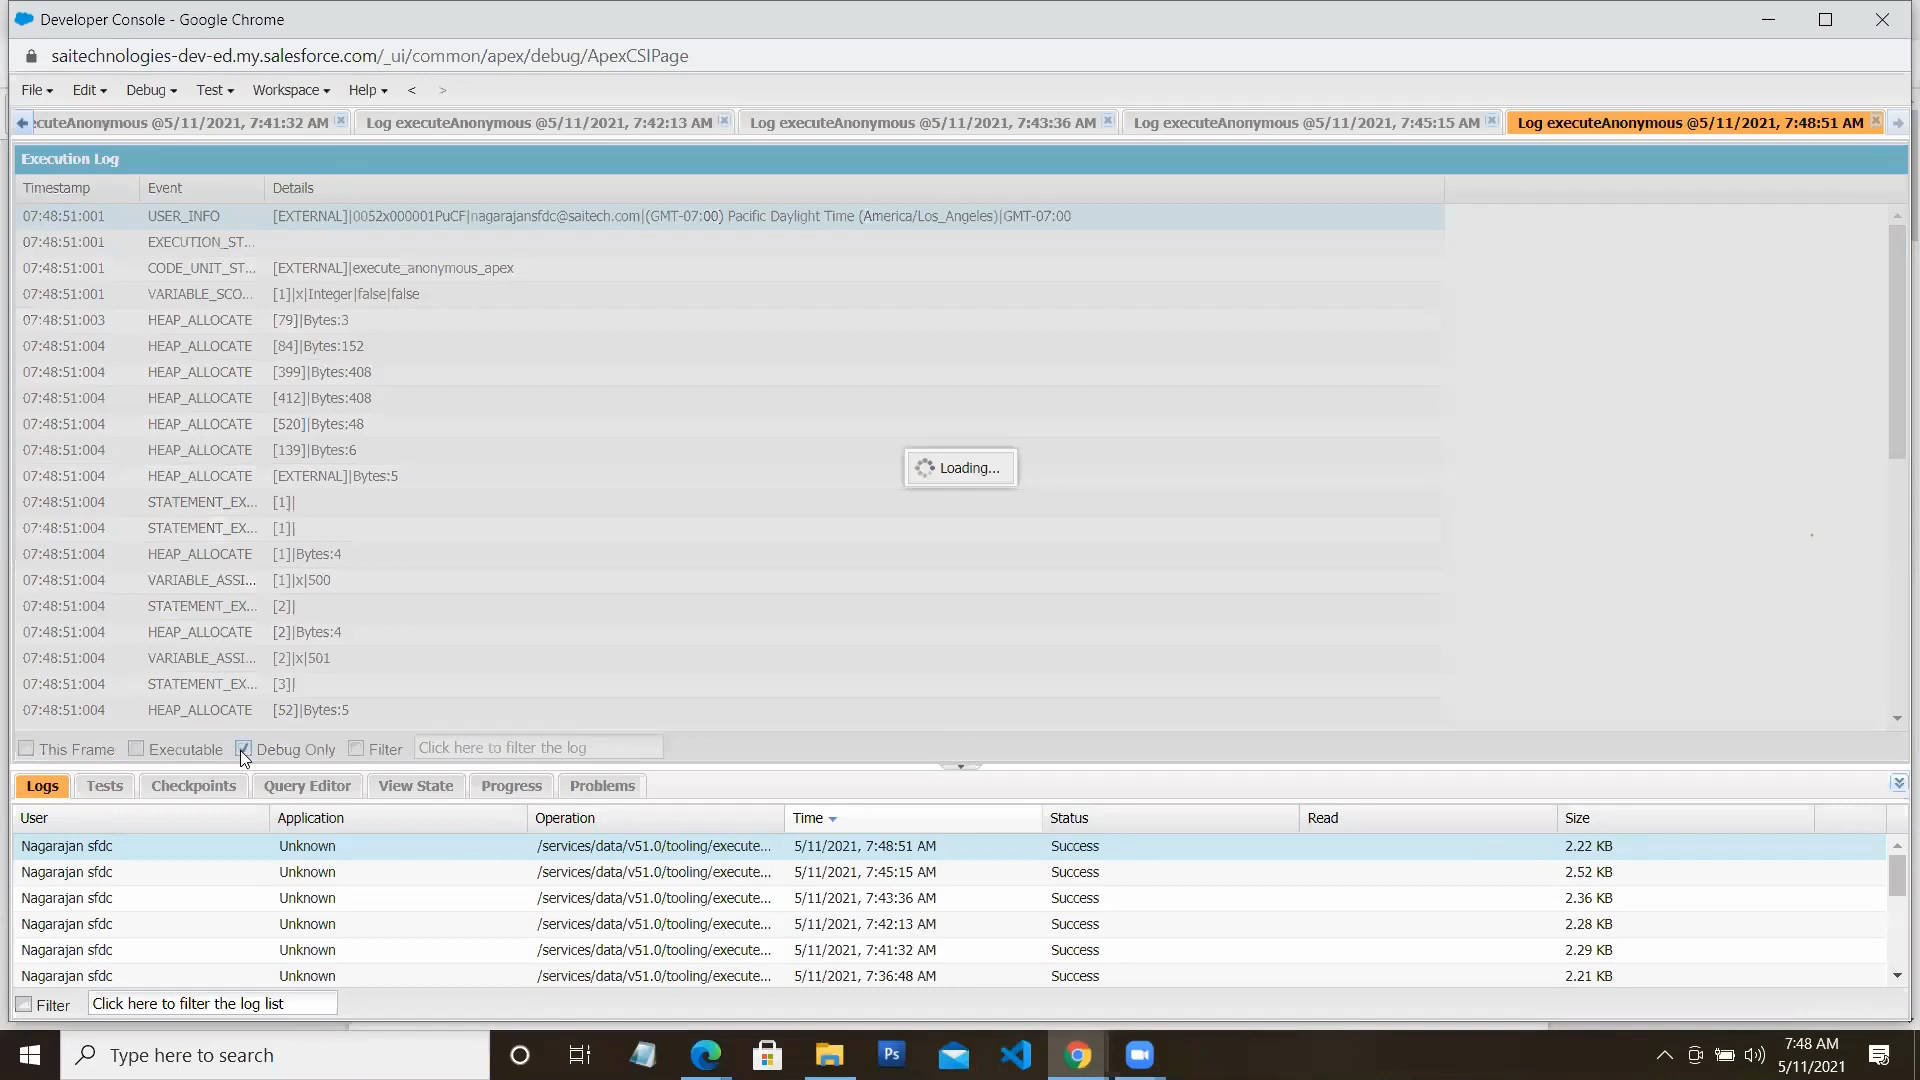 Developer Console - Google Chrome
saitechnologies-dev-ed.my.salesforce.com/_ui/common/apex/debug/ApexCSIPage
File Edit Debug Test Workspace Help < >
ecuteAnonymous @5/11/2021, 7:41:32 AM Log executeAnonymous @5/11/2021, 7:42:13 AM Log executeAnonymous @5/11/2021, 7:43:36 AM Log executeAnonymous @5/11/2021, 7:45:15 AM Log executeAnonymous @5/11/2021, 7:48:51 AM
Execution Log
Timestamp Event Details
07:48:51:001 USER_INFO [EXTERNAL]|0052x000001PuCF|nagarajansfdc@saitech.com|(GMT-07:00) Pacific Daylight Time (America/Los_Angeles)|GMT-07:00
07:48:51:001 EXECUTION_ST...
07:48:51:001 CODE_UNIT_ST... [EXTERNAL]|execute_anonymous_apex
07:48:51:001 VARIABLE_SCO... [1]|x|Integer|false|false
07:48:51:003 HEAP_ALLOCATE [79]|Bytes:3
07:48:51:004 HEAP_ALLOCATE [84]|Bytes:152
07:48:51:004 HEAP_ALLOCATE [399]|Bytes:408
07:48:51:004 HEAP_ALLOCATE [412]|Bytes:408
07:48:51:004 HEAP_ALLOCATE [520]|Bytes:48
07:48:51:004 HEAP_ALLOCATE [139]|Bytes:6
07:48:51:004 HEAP_ALLOCATE [EXTERNAL]|Bytes:5
Loading...
07:48:51:004 STATEMENT_EX... [1]|
07:48:51:004 STATEMENT_EX... [1]|
07:48:51:004 HEAP_ALLOCATE [1]|Bytes:4
07:48:51:004 VARIABLE_ASSI... [1]|x|500
07:48:51:004 STATEMENT_EX... [2]|
07:48:51:004 HEAP_ALLOCATE [2]|Bytes:4
07:48:51:004 VARIABLE_ASSI... [2]|x|501
07:48:51:004 STATEMENT_EX... [3]|
07:48:51:004 HEAP_ALLOCATE [52]|Bytes:5
This Frame Executable Debug Only Filter Click here to filter the log
Logs Tests Checkpoints Query Editor View State Progress Problems
User Application Operation Time Status Read Size
Nagarajan sfdc Unknown /services/data/v51.0/tooling/execute... 5/11/2021, 7:48:51 AM Success 2.22 KB
Nagarajan sfdc Unknown /services/data/v51.0/tooling/execute... 5/11/2021, 7:45:15 AM Success 2.52 KB
Nagarajan sfdc Unknown /services/data/v51.0/tooling/execute... 5/11/2021, 7:43:36 AM Success 2.36 KB
Nagarajan sfdc Unknown /services/data/v51.0/tooling/execute... 5/11/2021, 7:42:13 AM Success 2.28 KB
Nagarajan sfdc Unknown /services/data/v51.0/tooling/execute... 5/11/2021, 7:41:32 AM Success 2.29 KB
Nagarajan sfdc Unknown /services/data/v51.0/tooling/execute... 5/11/2021, 7:36:48 AM Success 2.21 KB
Filter Click here to filter the log list
Type here to search Ps 7:48 AM
5/11/2021